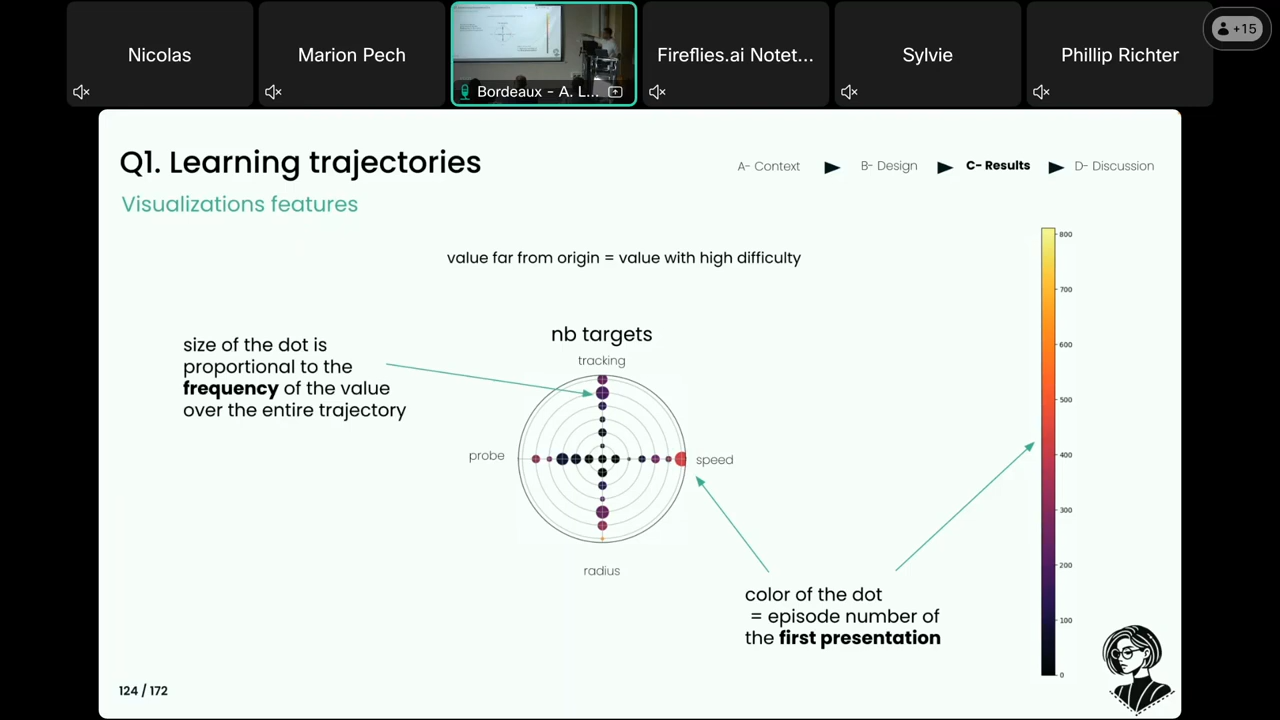 Nicolas
Marion Pech
Bordeaux - A. L...
Fireflies.ai Notet...
Sylvie
Phillip Richter
+15
Q1. Learning trajectories
A- Context
B- Design
C- Results
D- Discussion
Visualizations features
value far from origin = value with high difficulty
size of the dot is
proportional to the
frequency of the value
over the entire trajectory
nb targets
tracking
probe
speed
radius
color of the dot
= episode number of
the first presentation
800
700
600
500
400
300
200
100
0
124 / 172